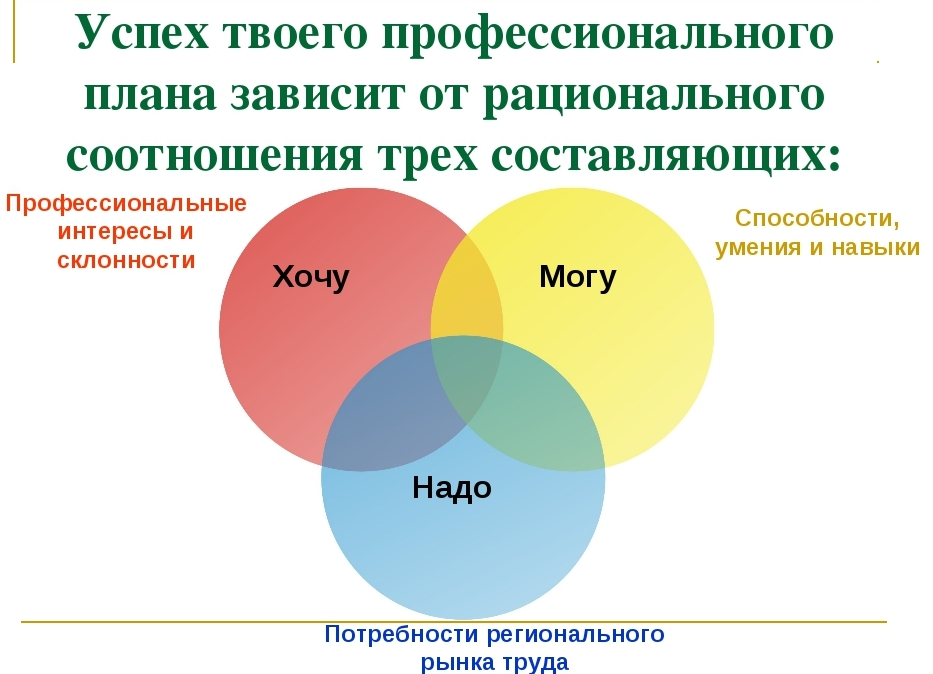 Успех твоего профессионального
плана зависит от рационального
соотношения трех составляющих:
Профессиональные
интересы и
склонности
Способности,
умения и навыки
Хочу
Могу
Надо
Потребности регионального
рынка труда